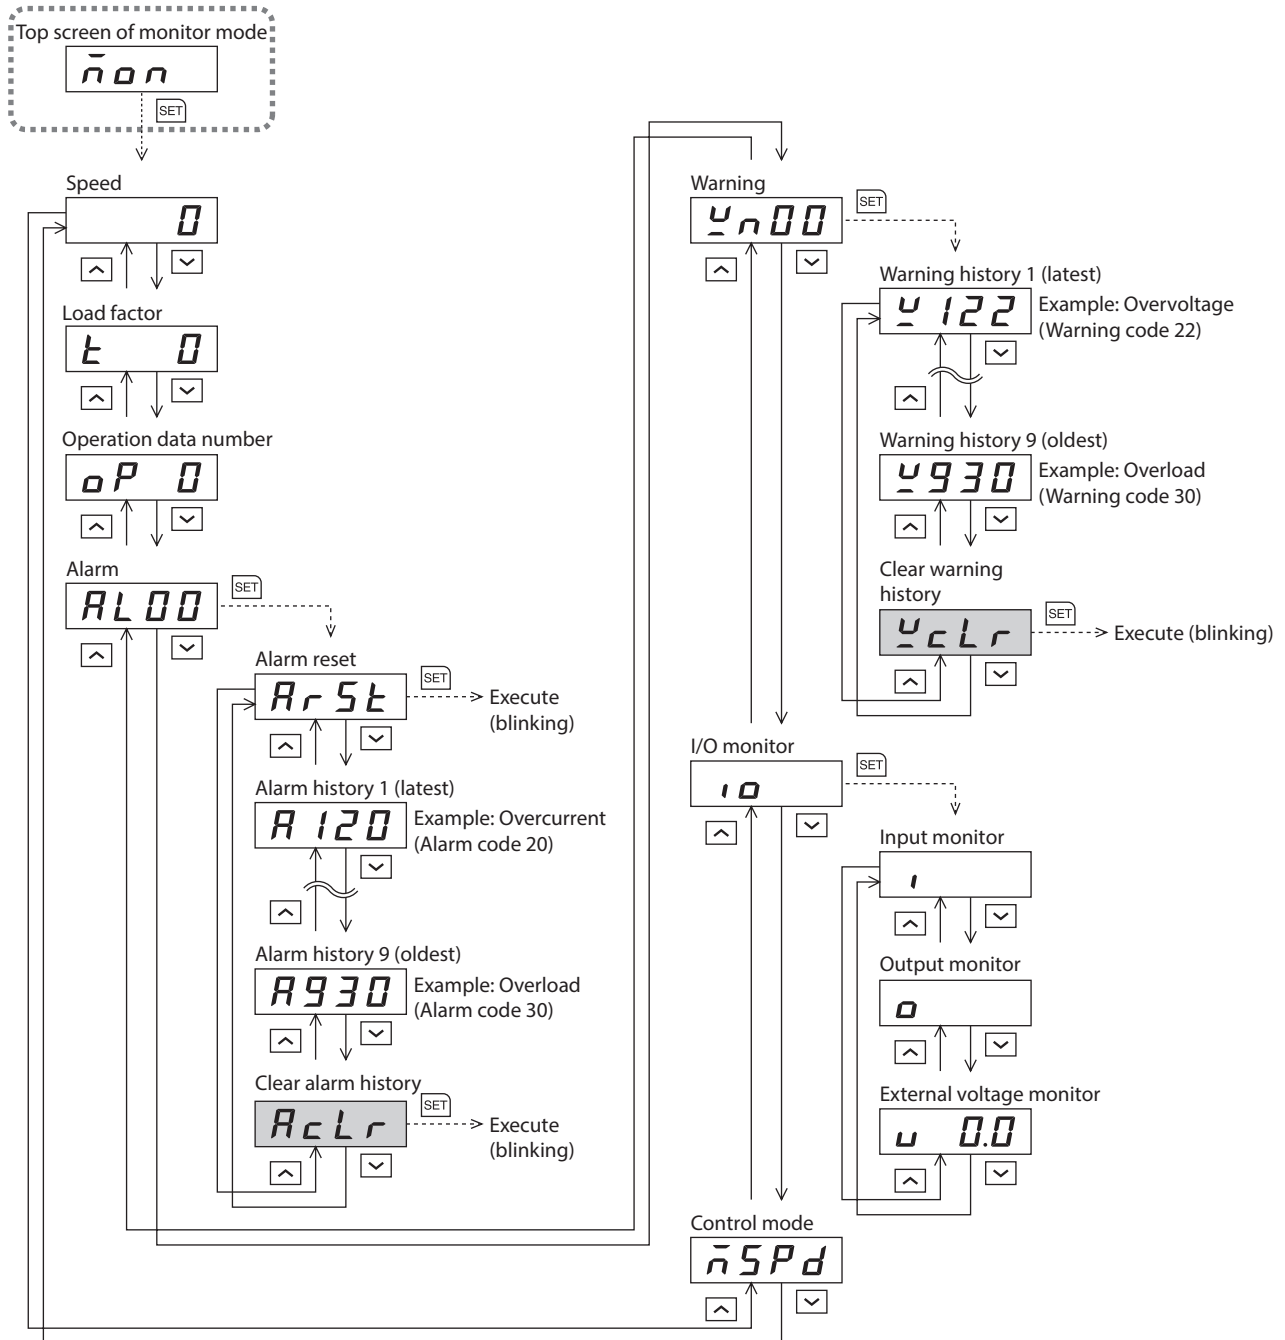 Top screen of monitor mode
mon
SET
Speed
0
Load factor
t 0
Operation data number
oP 0
Alarm
AL00
SET
Alarm reset
ArSt
SET
Execute
(blinking)
Alarm history 1 (latest)
A120
Example: Overcurrent
(Alarm code 20)
Alarm history 9 (oldest)
A930
Example: Overload
(Alarm code 30)
Clear alarm history
AcLr
SET
Execute
(blinking)
Warning
Wn00
SET
Warning history 1 (latest)
W122
Example: Overvoltage
(Warning code 22)
Warning history 9 (oldest)
W930
Example: Overload
(Warning code 30)
Clear warning
history
WcLr
SET
Execute (blinking)
I/O monitor
io
SET
Input monitor
i
Output monitor
o
External voltage monitor
u 0.0
Control mode
mSPd